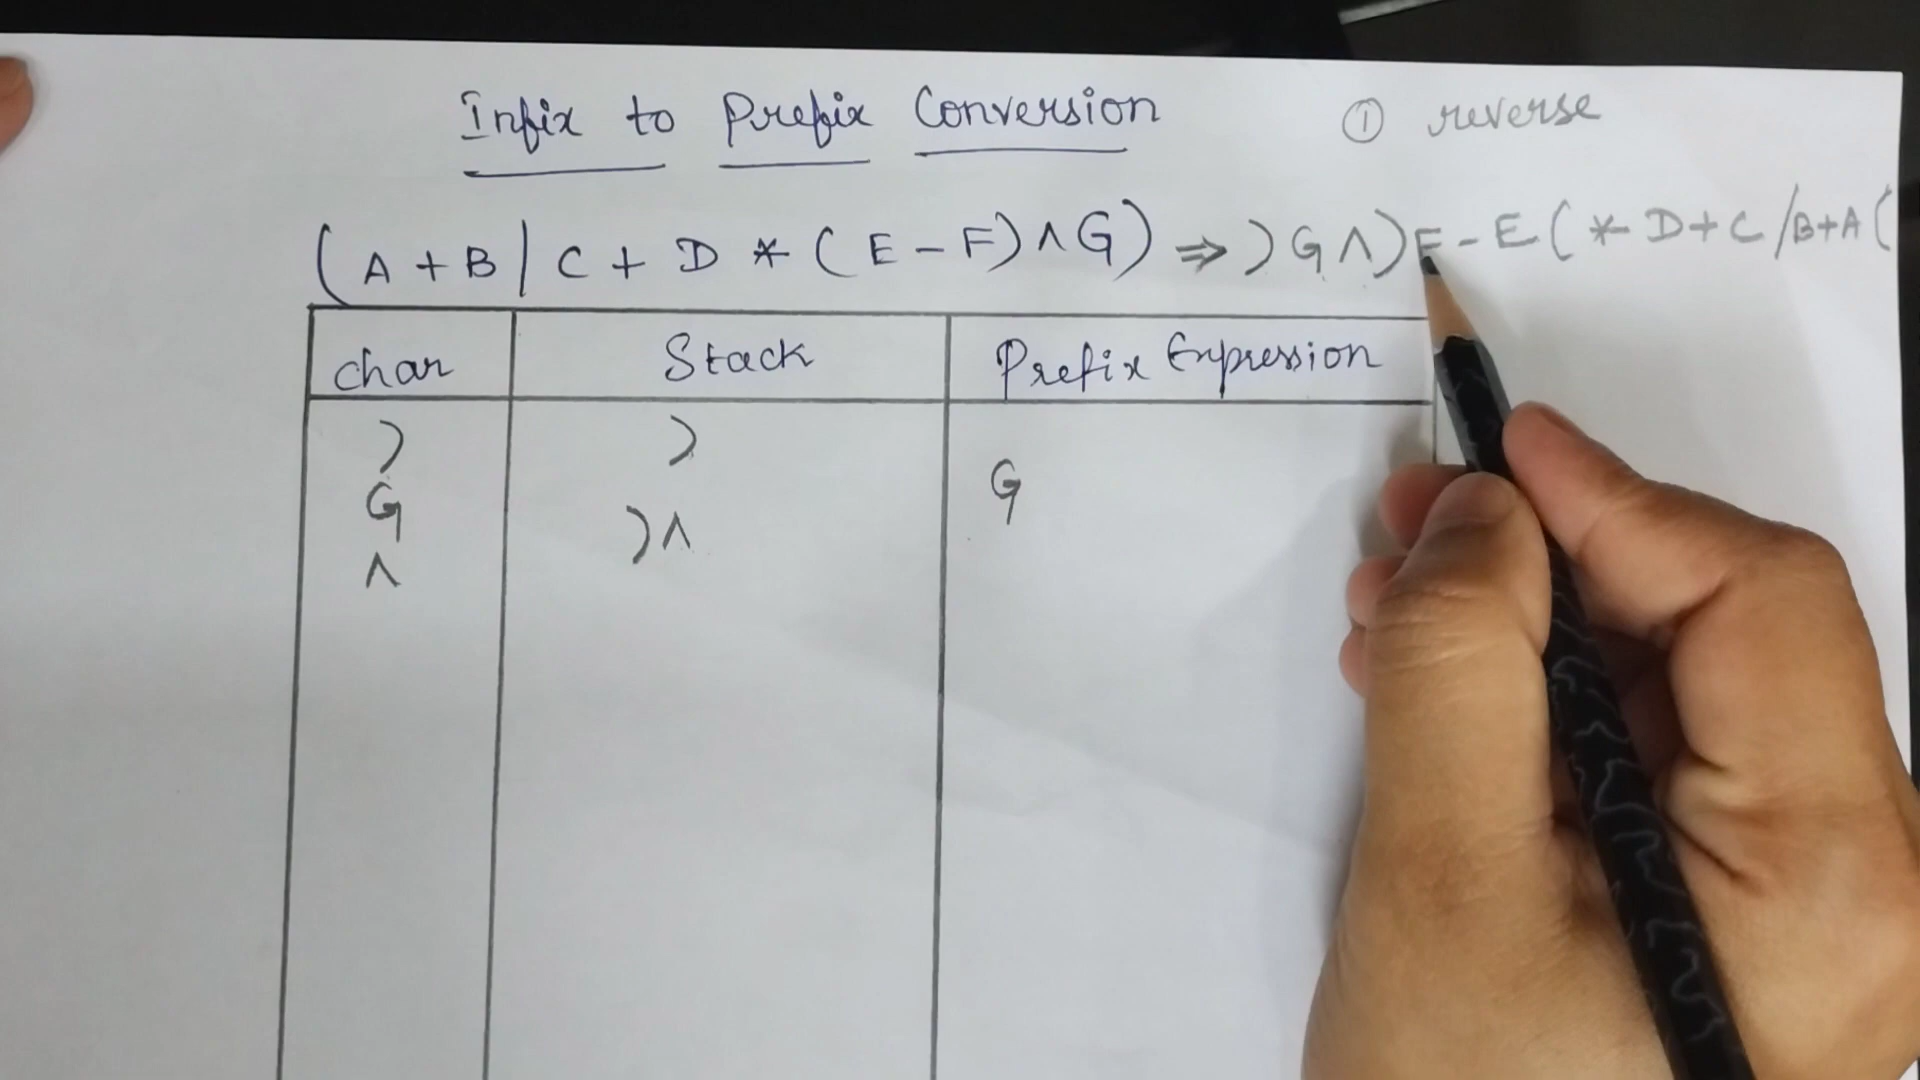 Infix to Prefix Conversion
① reverse
(A + B / C + D * (E - F) ^ G) ⇒ ) G ^ ) F - E ( * D + C / B + A (
char Stack Prefix Expression
) )
G G
^ ) ^